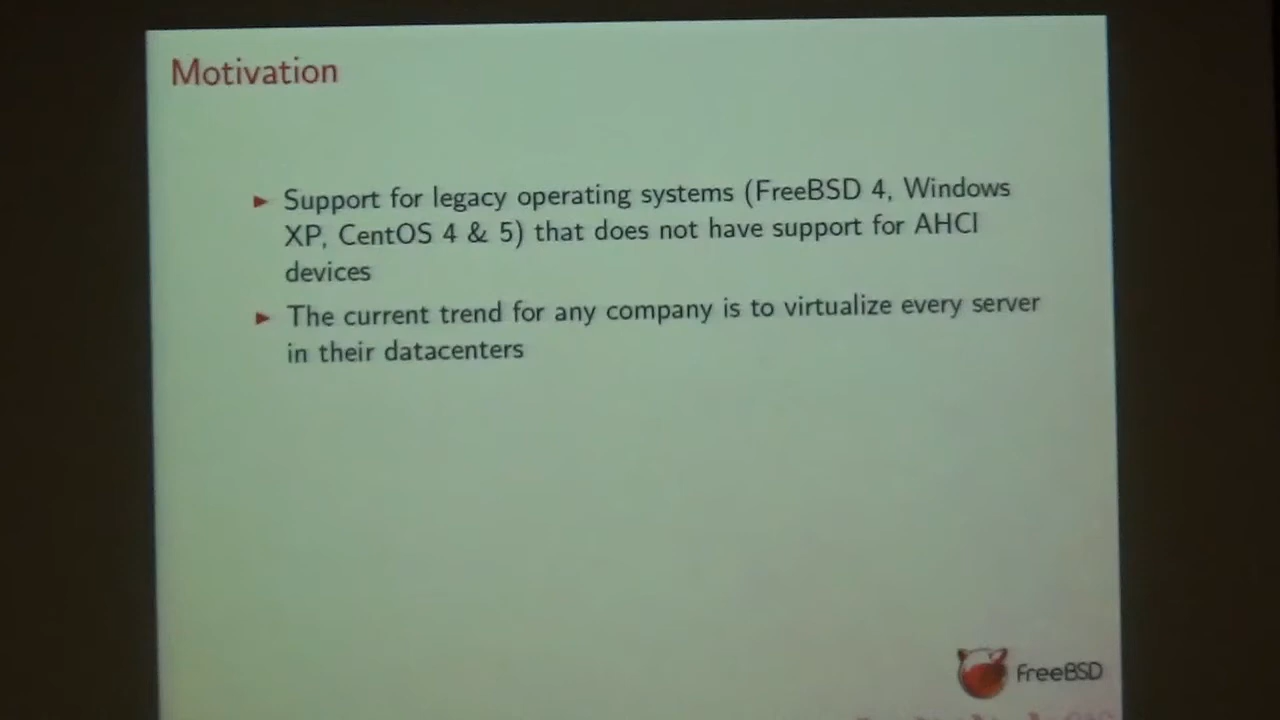 Motivation
► Support for legacy operating systems (FreeBSD 4, Windows
XP, CentOS 4 & 5) that does not have support for AHCI
devices
► The current trend for any company is to virtualize every server
in their datacenters
FreeBSD